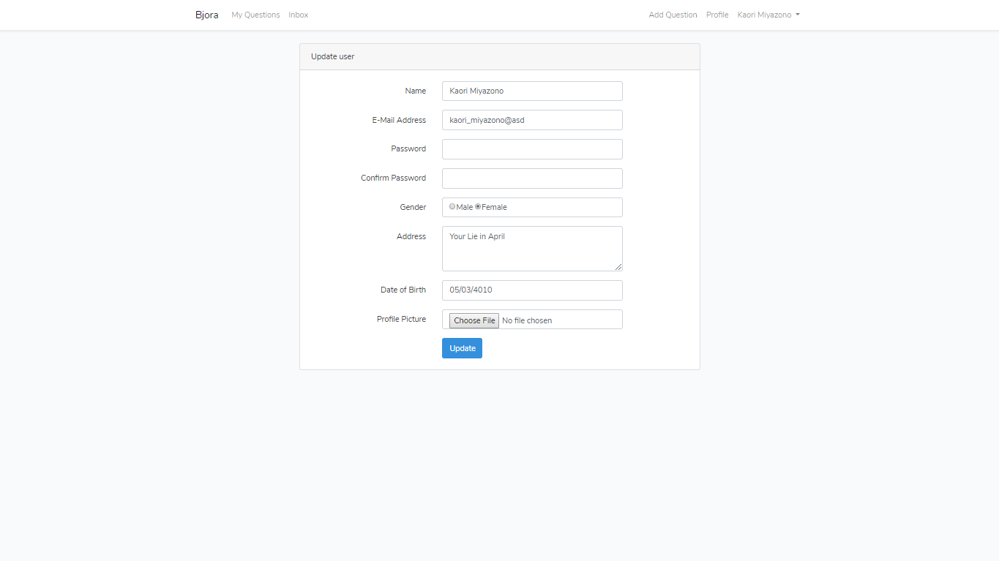 Bjora My Questions Inbox Add Question Profile Kaori Miyazono
Update user
Name Kaori Miyazono
E-Mail Address kaori_miyazono@asd
Password
Confirm Password
Gender Male Female
Address Your Lie in April
Date of Birth 05/03/4010
Profile Picture Choose File No file chosen
Update